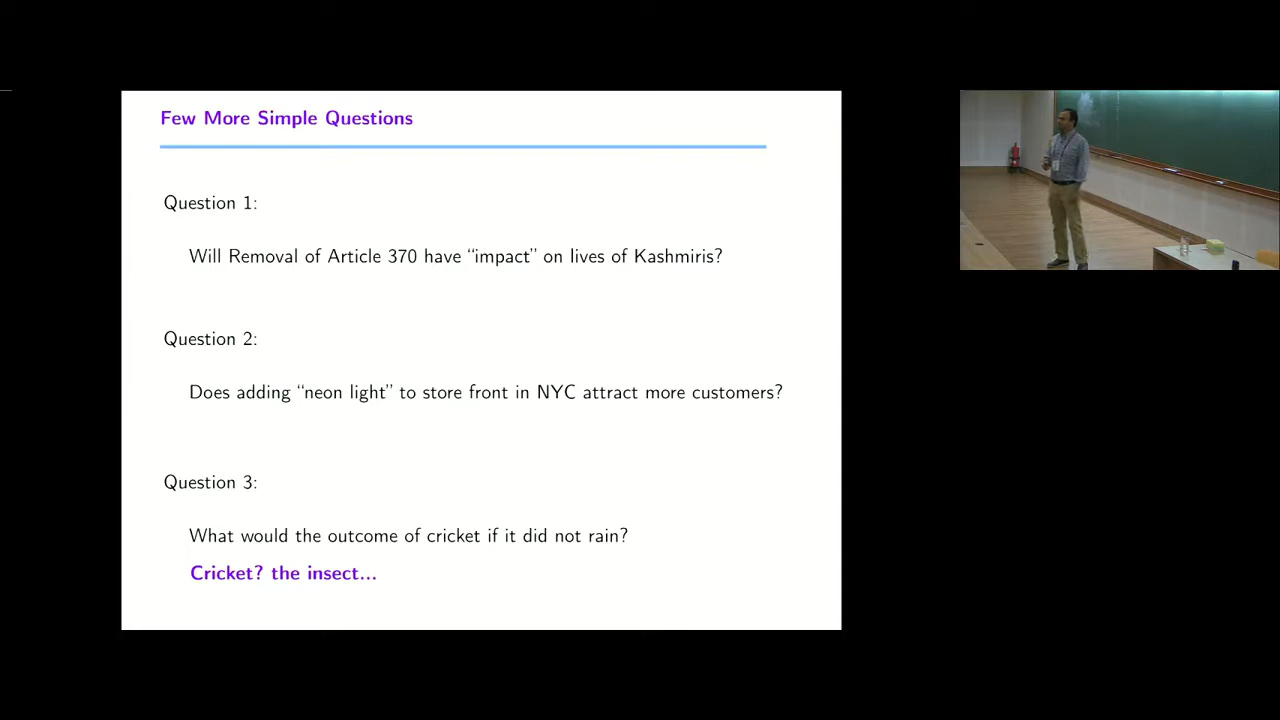 Few More Simple Questions
Question 1:
Will Removal of Article 370 have “impact” on lives of Kashmiris?
Question 2:
Does adding “neon light” to store front in NYC attract more customers?
Question 3:
What would the outcome of cricket if it did not rain?
Cricket? the insect...